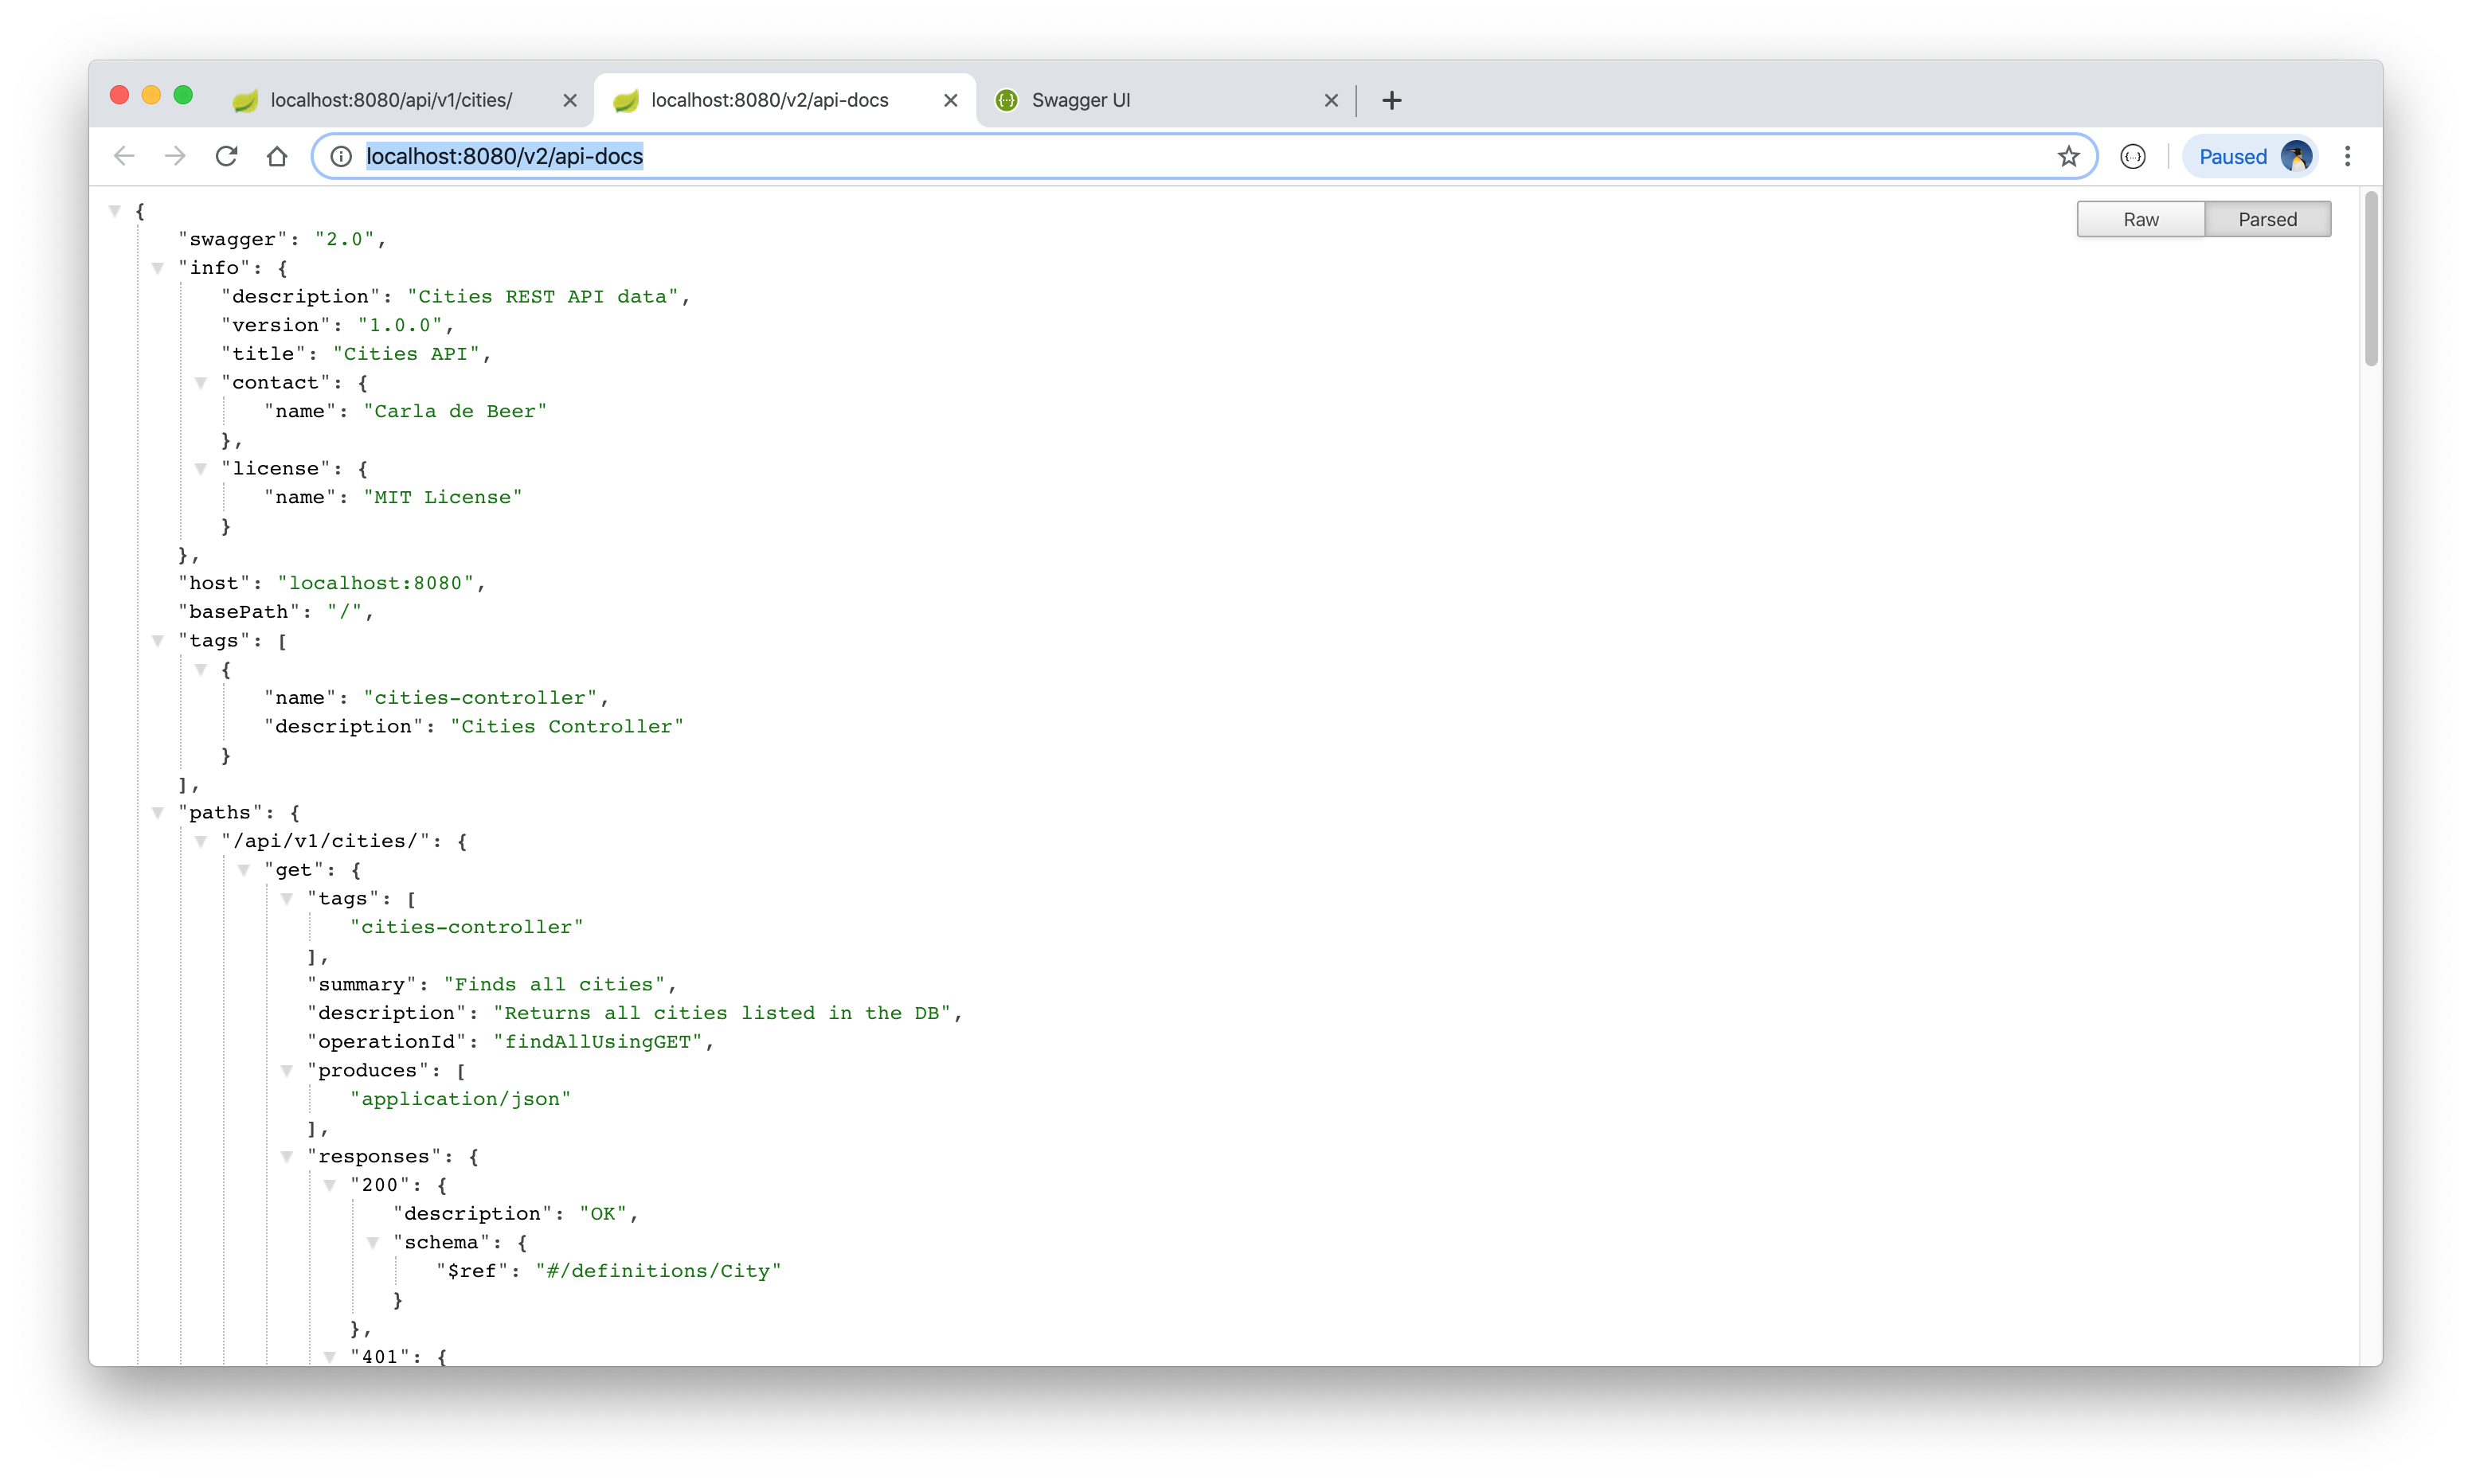 localhost:8080/api/v1/cities/
localhost:8080/v2/api-docs
Swagger UI
localhost:8080/v2/api-docs
Paused
Raw
Parsed
{
"swagger": "2.0",
"info": {
"description": "Cities REST API data",
"version": "1.0.0",
"title": "Cities API",
"contact": {
"name": "Carla de Beer"
},
"license": {
"name": "MIT License"
}
},
"host": "localhost:8080",
"basePath": "/",
"tags": [
{
"name": "cities-controller",
"description": "Cities Controller"
}
],
"paths": {
"/api/v1/cities/": {
"get": {
"tags": [
"cities-controller"
],
"summary": "Finds all cities",
"description": "Returns all cities listed in the DB",
"operationId": "findAllUsingGET",
"produces": [
"application/json"
],
"responses": {
"200": {
"description": "OK",
"schema": {
"$ref": "#/definitions/City"
}
},
"401": {